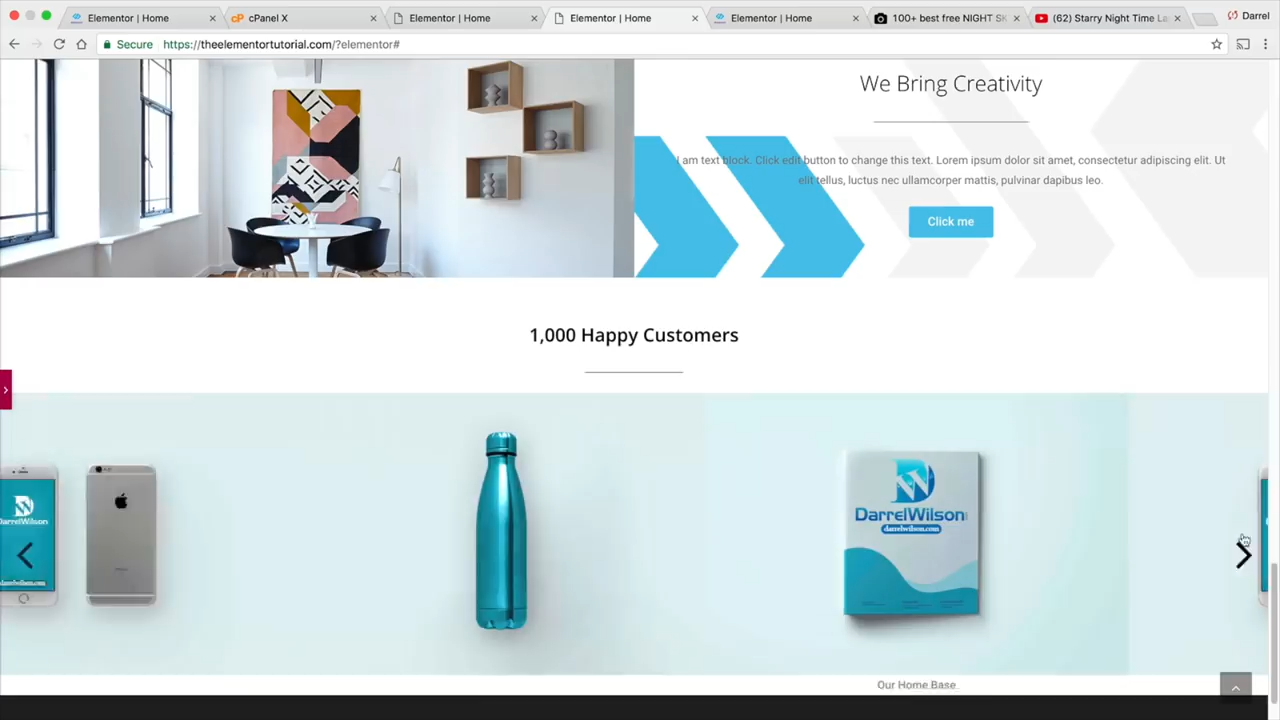 Elementor | Home
cPanel X
Elementor | Home
Elementor | Home
Elementor | Home
100+ best free NIGHT SK
(62) Starry Night Time La
Darrel
Secure
https://theelementortutorial.com/?elementor#
We Bring Creativity
I am text block. Click edit button to change this text. Lorem ipsum dolor sit amet, consectetur adipiscing elit. Ut
elit tellus, luctus nec ullamcorper mattis, pulvinar dapibus leo.
Click me
1,000 Happy Customers
DarrelWilson
darrelwilson.com
DarrelWilson
darrelwilson.com
Our Home Base